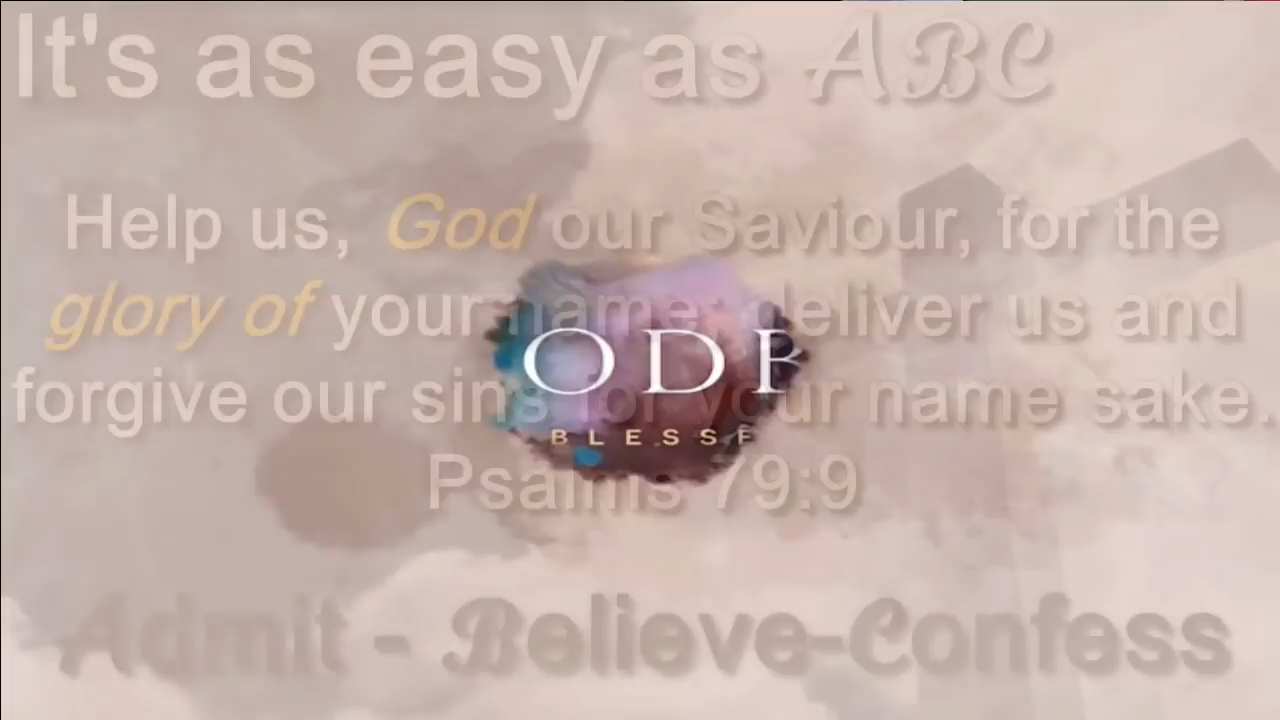 It's as easy as ABC
Help us, God our Saviour, for the
glory of your name; deliver us and
forgive our sins for your name sake.
Psalms 79:9
ODR
BLESSE
Admit - Believe-Confess